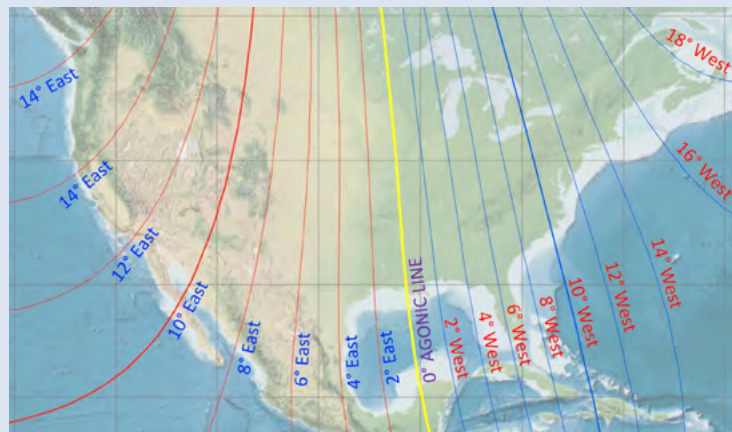 14° East
14° East
12° East
10° East
8° East
6° East
4° East
2° East
0° AGONIC LINE
2° West
4° West
6° West
8° West
10° West
12° West
14° West
16° West
18° West